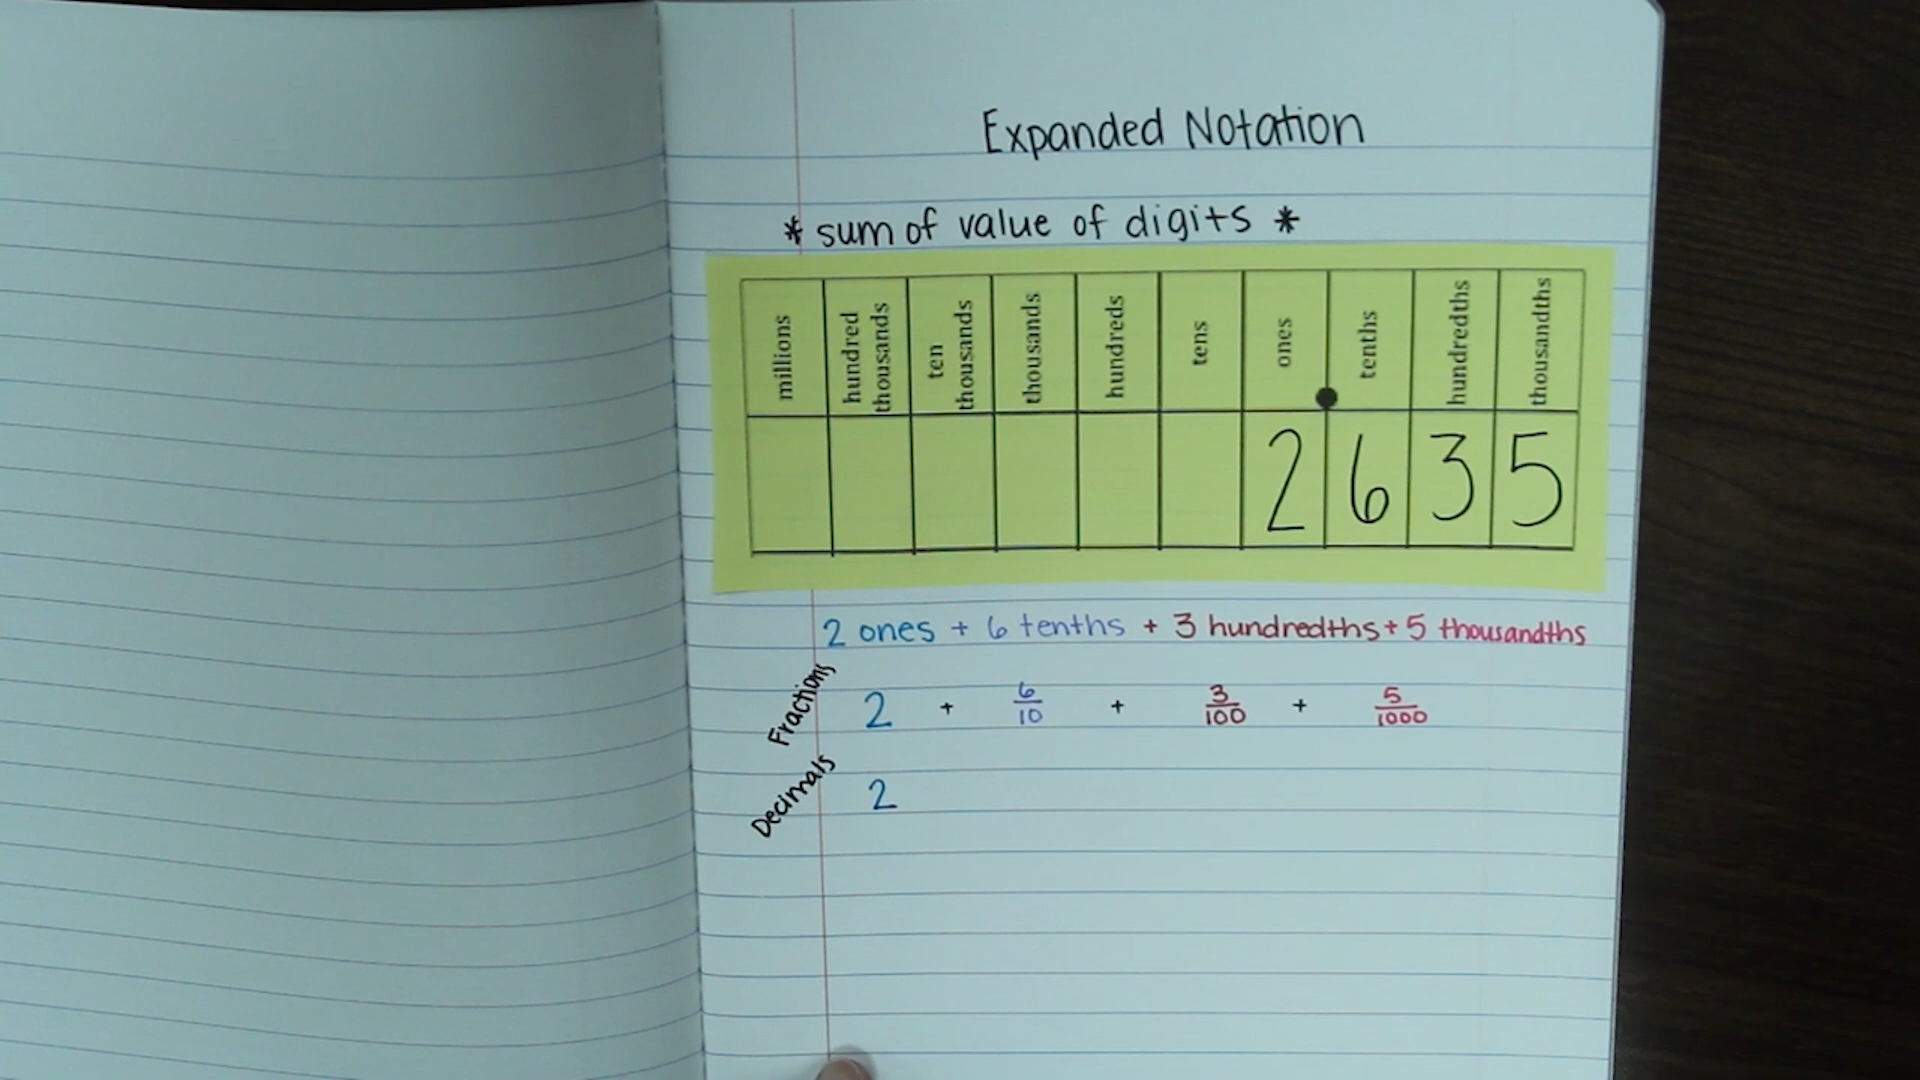 Expanded Notation
* sum of value of digits *
millions hundred thousands ten thousands thousands hundreds tens ones . tenths hundredths thousandths
2 6 3 5
2 ones + 6 tenths + 3 hundredths + 5 thousandths
Fractions 2 + 6/10 + 3/100 + 5/1000
Decimals 2